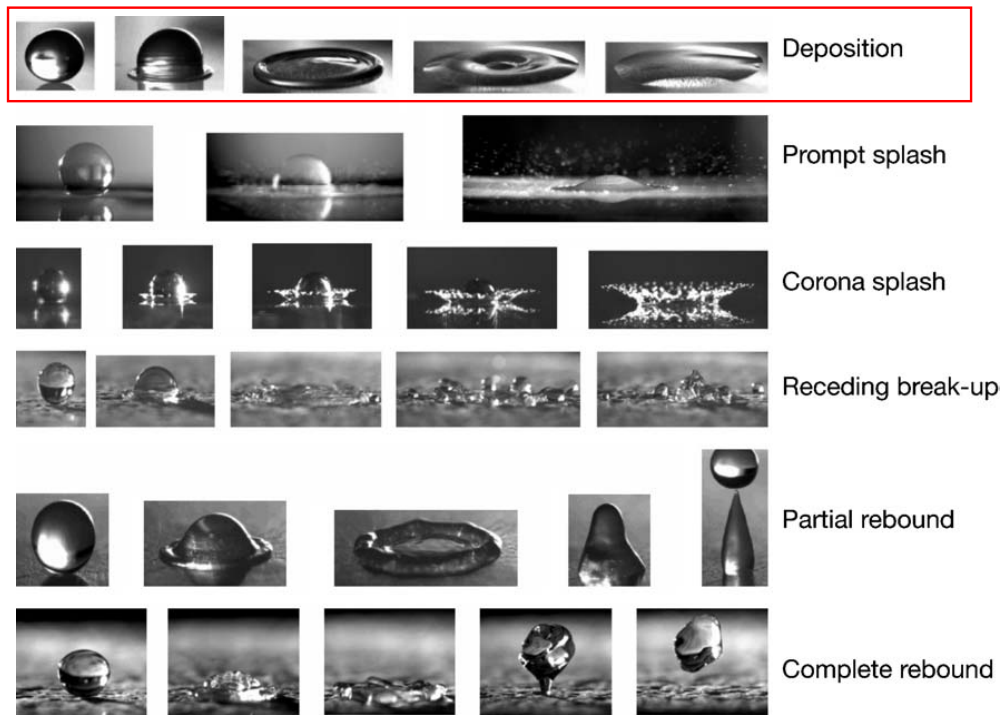 Deposition
Prompt splash
Corona splash
Receding break-up
Partial rebound
Complete rebound